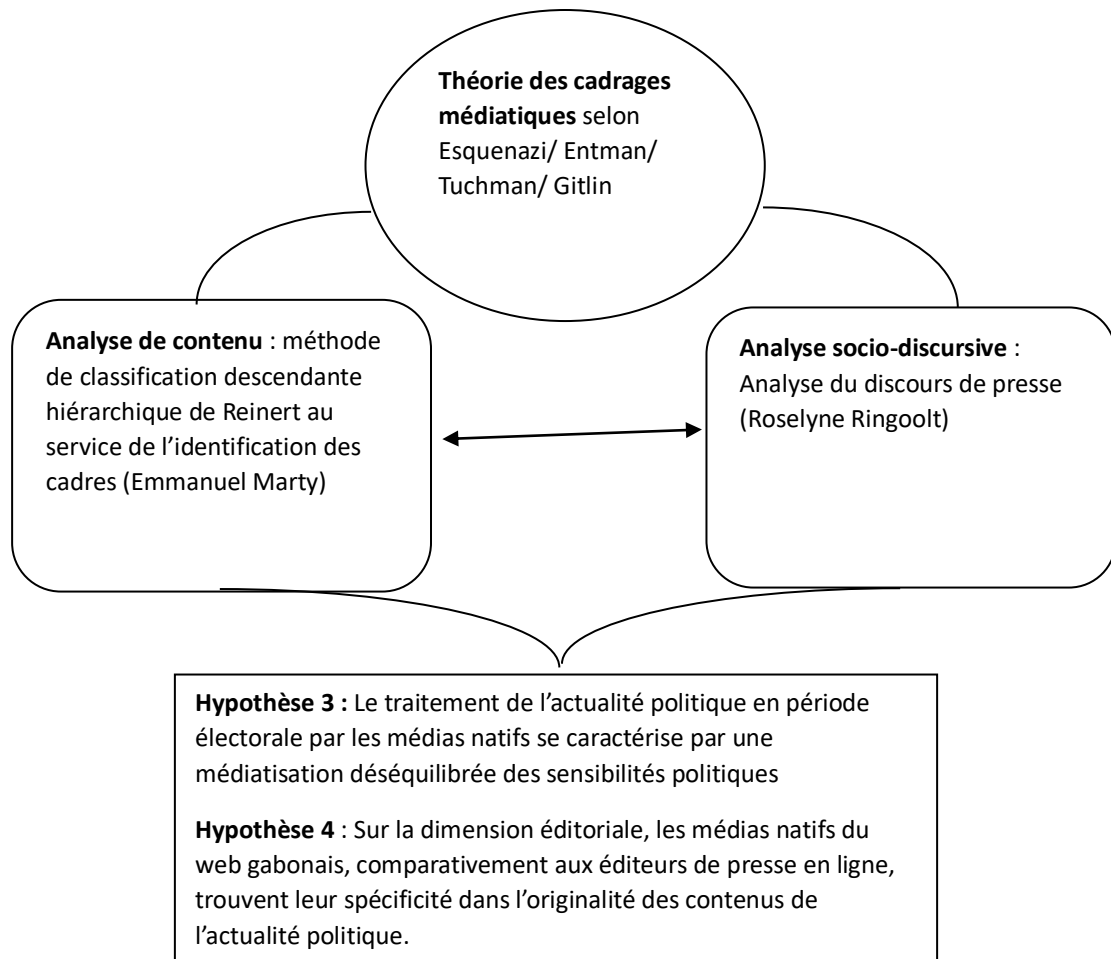 Théorie des cadrages
médiatiques selon
Esquenazi/ Entman/
Tuchman/ Gitlin
Analyse de contenu : méthode
de classification descendante
hiérarchique de Reinert au
service de l’identification des
cadres (Emmanuel Marty)
Analyse socio-discursive :
Analyse du discours de presse
(Roselyne Ringoolt)
Hypothèse 3 : Le traitement de l’actualité politique en période
électorale par les médias natifs se caractérise par une
médiatisation déséquilibrée des sensibilités politiques
Hypothèse 4 : Sur la dimension éditoriale, les médias natifs du
web gabonais, comparativement aux éditeurs de presse en ligne,
trouvent leur spécificité dans l’originalité des contenus de
l’actualité politique.